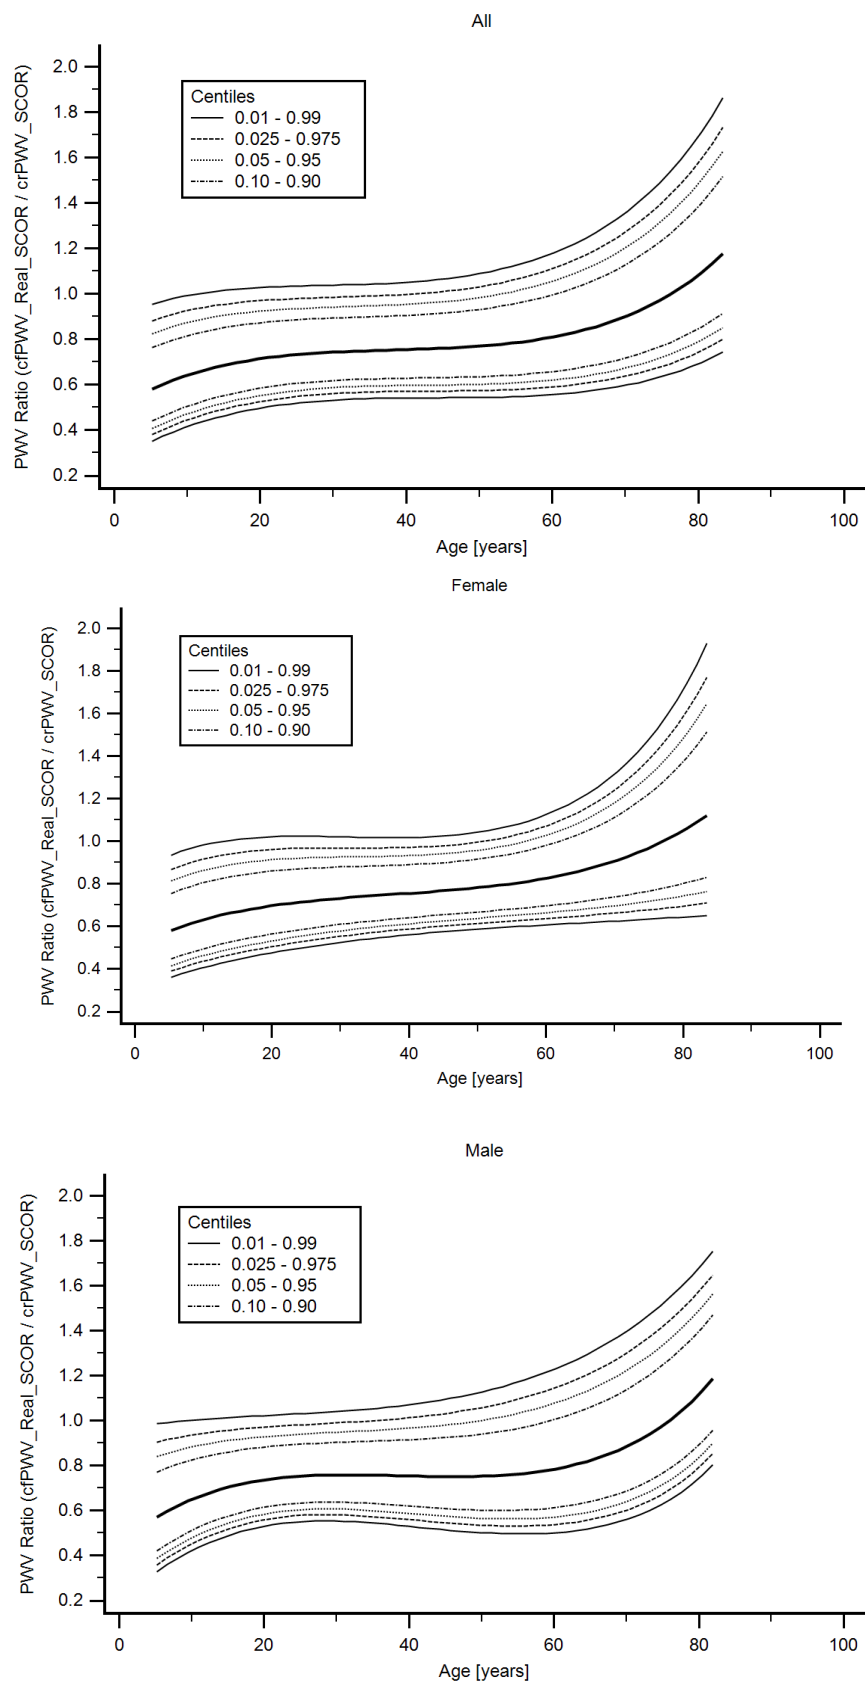 All
PWV Ratio (cfPWV_Real_SCOR / crPWV_SCOR)
2.0
1.8
1.6
1.4
1.2
1.0
0.8
0.6
0.4
0.2
Centiles
0.01 - 0.99
0.025 - 0.975
0.05 - 0.95
0.10 - 0.90
0 20 40 60 80 100
Age [years]
Female
PWV Ratio (cfPWV_Real_SCOR / crPWV_SCOR)
2.0
1.8
1.6
1.4
1.2
1.0
0.8
0.6
0.4
0.2
Centiles
0.01 - 0.99
0.025 - 0.975
0.05 - 0.95
0.10 - 0.90
0 20 40 60 80 100
Age [years]
Male
PWV Ratio (cfPWV_Real_SCOR / crPWV_SCOR)
2.0
1.8
1.6
1.4
1.2
1.0
0.8
0.6
0.4
0.2
Centiles
0.01 - 0.99
0.025 - 0.975
0.05 - 0.95
0.10 - 0.90
0 20 40 60 80 100
Age [years]